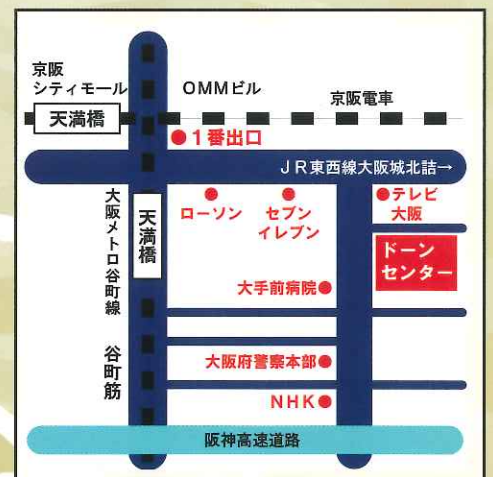 京阪
シティモール
OMMビル
京阪電車
天満橋
1番出口
JR東西線大阪城北詰→
ローソン
セブン
イレブン
テレビ
大阪
大阪メトロ谷町線
天満橋
ドーン
センター
大手前病院
谷町筋
大阪府警察本部
NHK
阪神高速道路